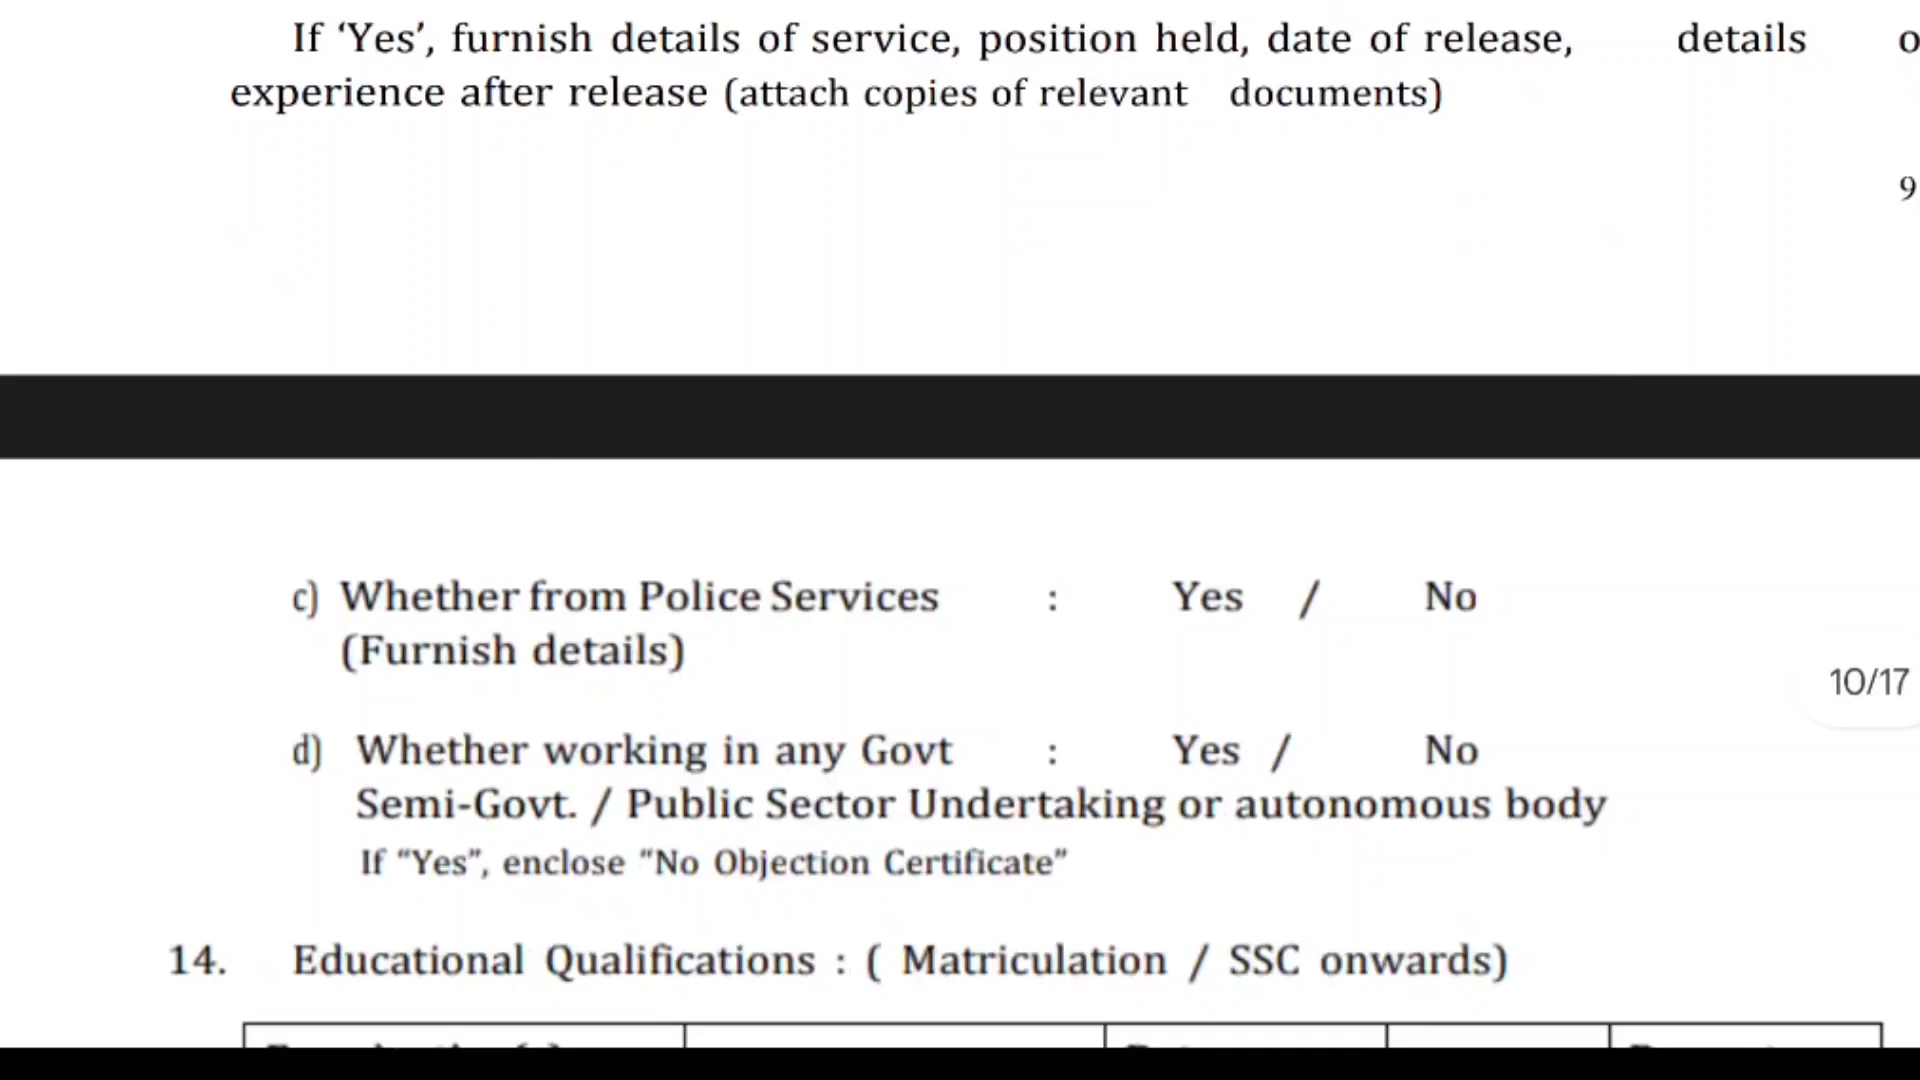 If ‘Yes’, furnish details of service, position held, date of release, details
experience after release (attach copies of relevant documents)
9
c) Whether from Police Services : Yes / No
(Furnish details)
10/17
d) Whether working in any Govt : Yes / No
Semi-Govt. / Public Sector Undertaking or autonomous body
If “Yes”, enclose “No Objection Certificate”
14. Educational Qualifications : ( Matriculation / SSC onwards)